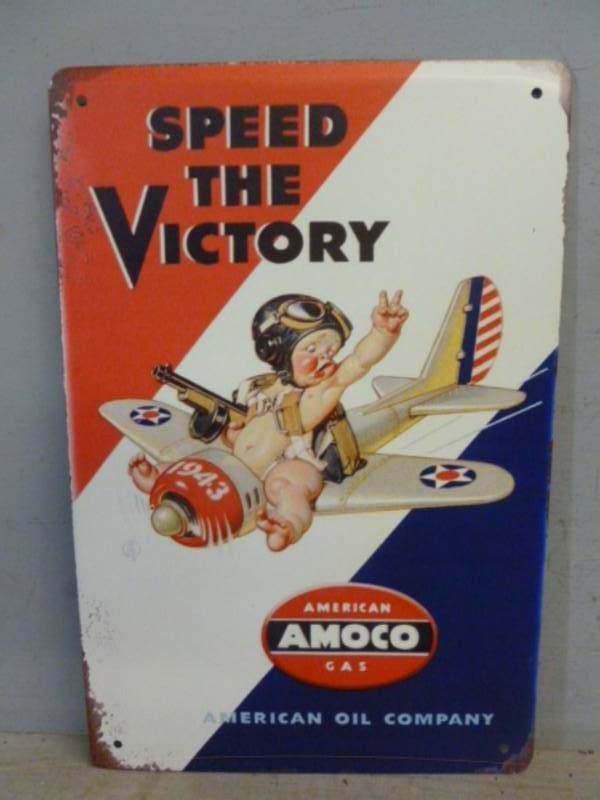 SPEED
THE
VICTORY
1943
AMERICAN
AMOCO
GAS
AMERICAN OIL COMPANY